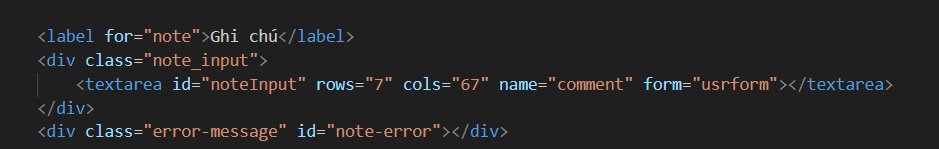 <label for="note">Ghi chú</label>
<div class="note_input">
<textarea id="noteInput" rows="7" cols="67" name="comment" form="usrform"></textarea>
</div>
<div class="error-message" id="note-error"></div>